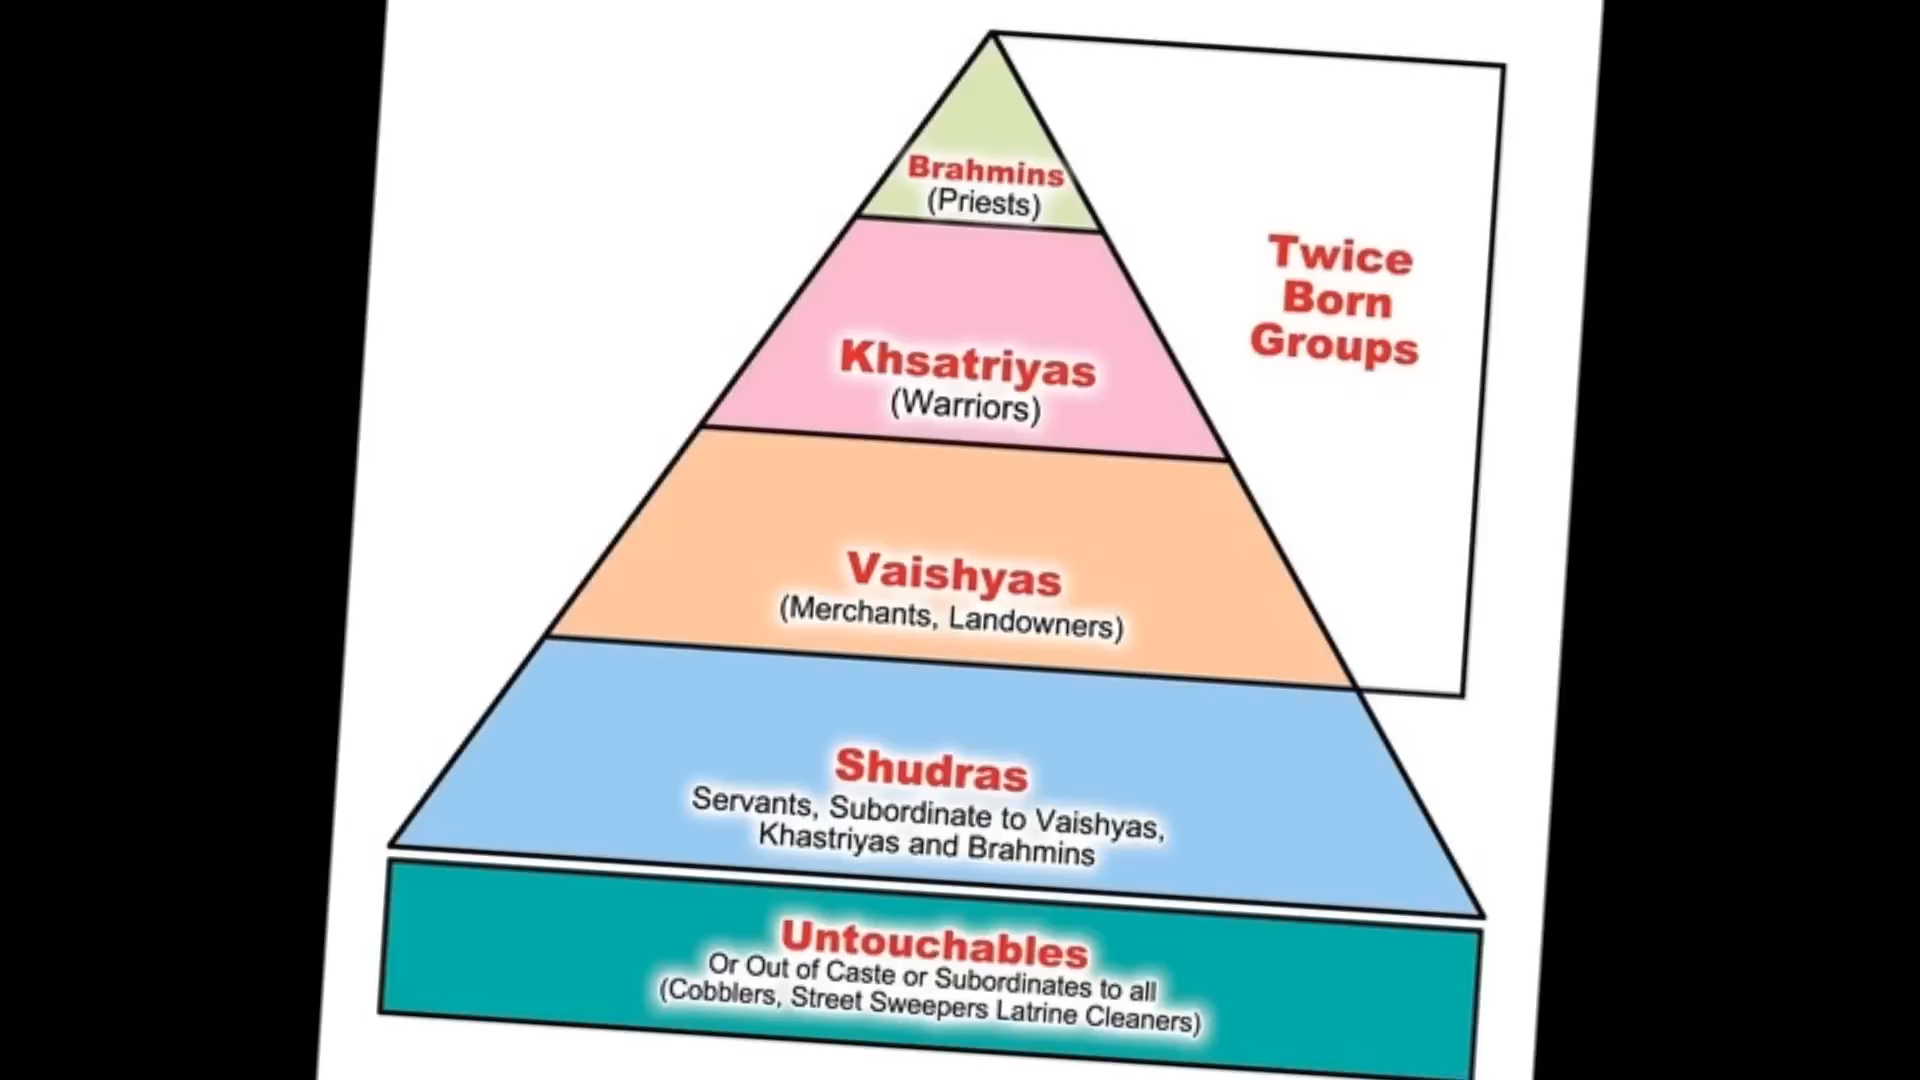 Brahmins
(Priests)
Twice
Born
Groups
Khsatriyas
(Warriors)
Vaishyas
(Merchants, Landowners)
Shudras
Servants, Subordinate to Vaishyas,
Khastriyas and Brahmins
Untouchables
Or Out of Caste or Subordinates to all
(Cobblers, Street Sweepers Latrine Cleaners)